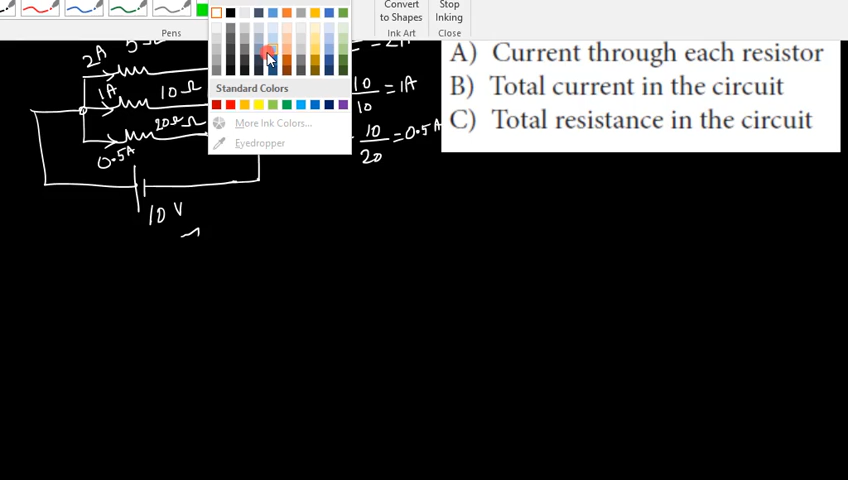 Convert
to Shapes
Stop
Inking
Pens
Ink Art
Close
Standard Colors
More Ink Colors...
Eyedropper
2A
1A
10 Ω
20 Ω
0.5A
10 V
10
10
= 1A
10
20
= 0.5A
A) Current through each resistor
B) Total current in the circuit
C) Total resistance in the circuit